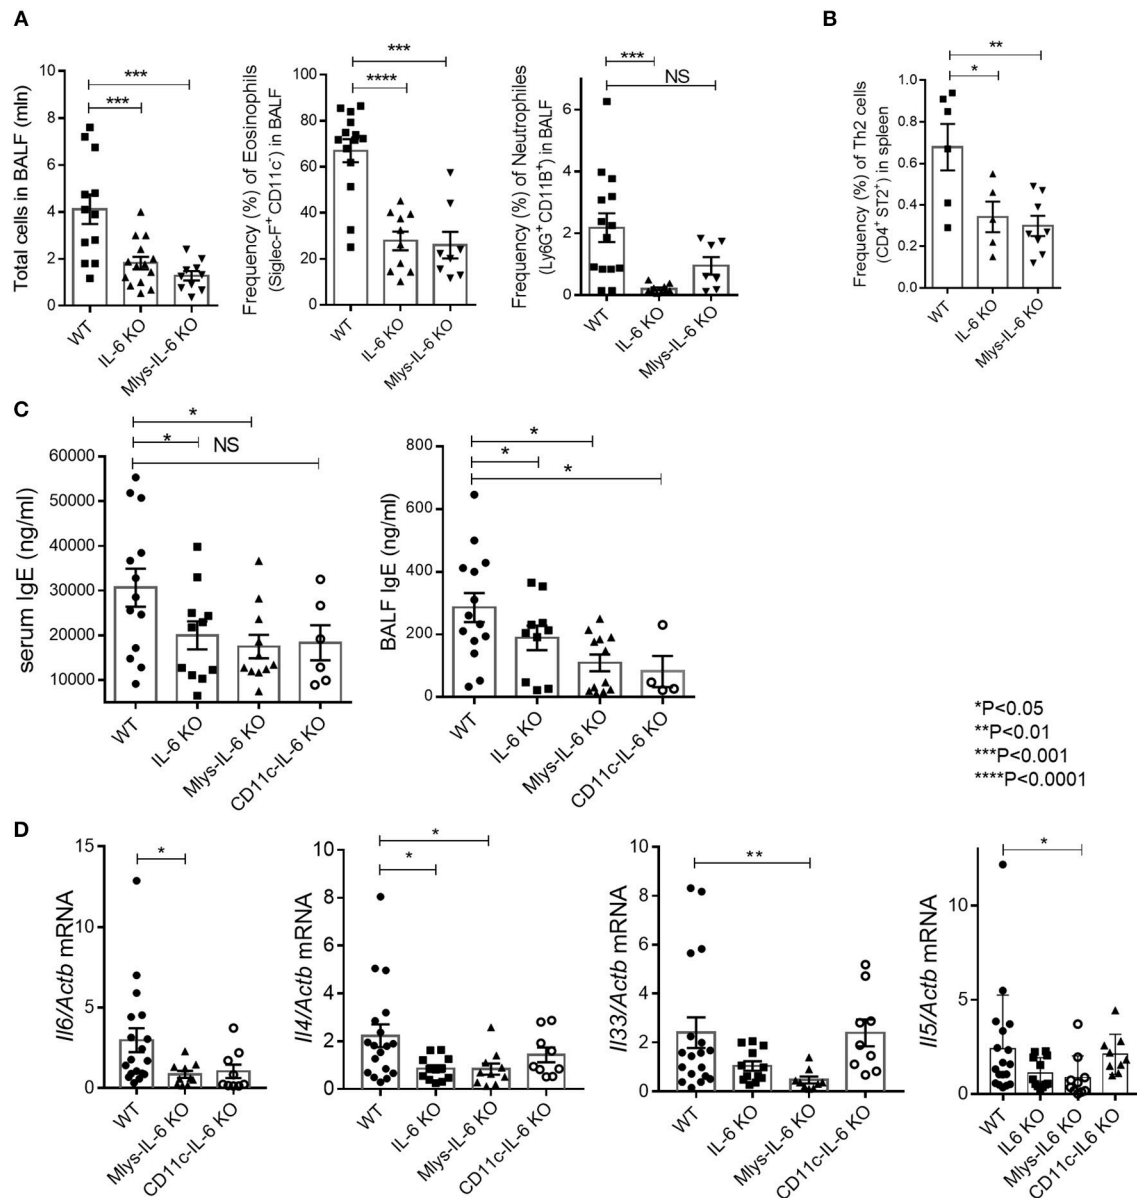 A
B
Total cells in BALF (mln)
10
8
6
4
2
0
***
***
WT
IL-6 KO
Mlys-IL-6 KO
Frequency (%) of Eosinophils
(Siglec-F+ CD11c-) in BALF
100
80
60
40
20
0
***
****
WT
IL-6 KO
Mlys-IL-6 KO
Frequency (%) of Neutrophiles
(Ly6G+ CD11B+) in BALF
6
4
2
0
***
NS
WT
IL-6 KO
Mlys-IL-6 KO
Frequency (%) of Th2 cells
(CD4+ ST2+) in spleen
1.0
0.8
0.6
0.4
0.2
0.0
**
*
WT
IL-6 KO
Mlys-IL-6 KO
C
serum IgE (ng/ml)
60000
50000
40000
30000
20000
10000
*
*
NS
WT
IL-6 KO
Mlys-IL-6 KO
CD11c-IL-6 KO
BALF IgE (ng/ml)
800
600
400
200
0
*
*
*
WT
IL-6 KO
Mlys-IL-6 KO
CD11c-IL-6 KO
*P<0.05
**P<0.01
***P<0.001
****P<0.0001
D
Il6/Actb mRNA
15
10
5
0
*
WT
Mlys-IL-6 KO
CD11c-IL-6 KO
Il4/Actb mRNA
10
8
6
4
2
0
*
*
WT
IL-6 KO
Mlys-IL-6 KO
CD11c-IL-6 KO
Il33/Actb mRNA
10
8
6
4
2
0
**
WT
IL-6 KO
Mlys-IL-6 KO
CD11c-IL-6 KO
Il5/Actb mRNA
10
5
0
*
WT
IL6 KO
Mlys-IL-6 KO
CD11c-IL6 KO